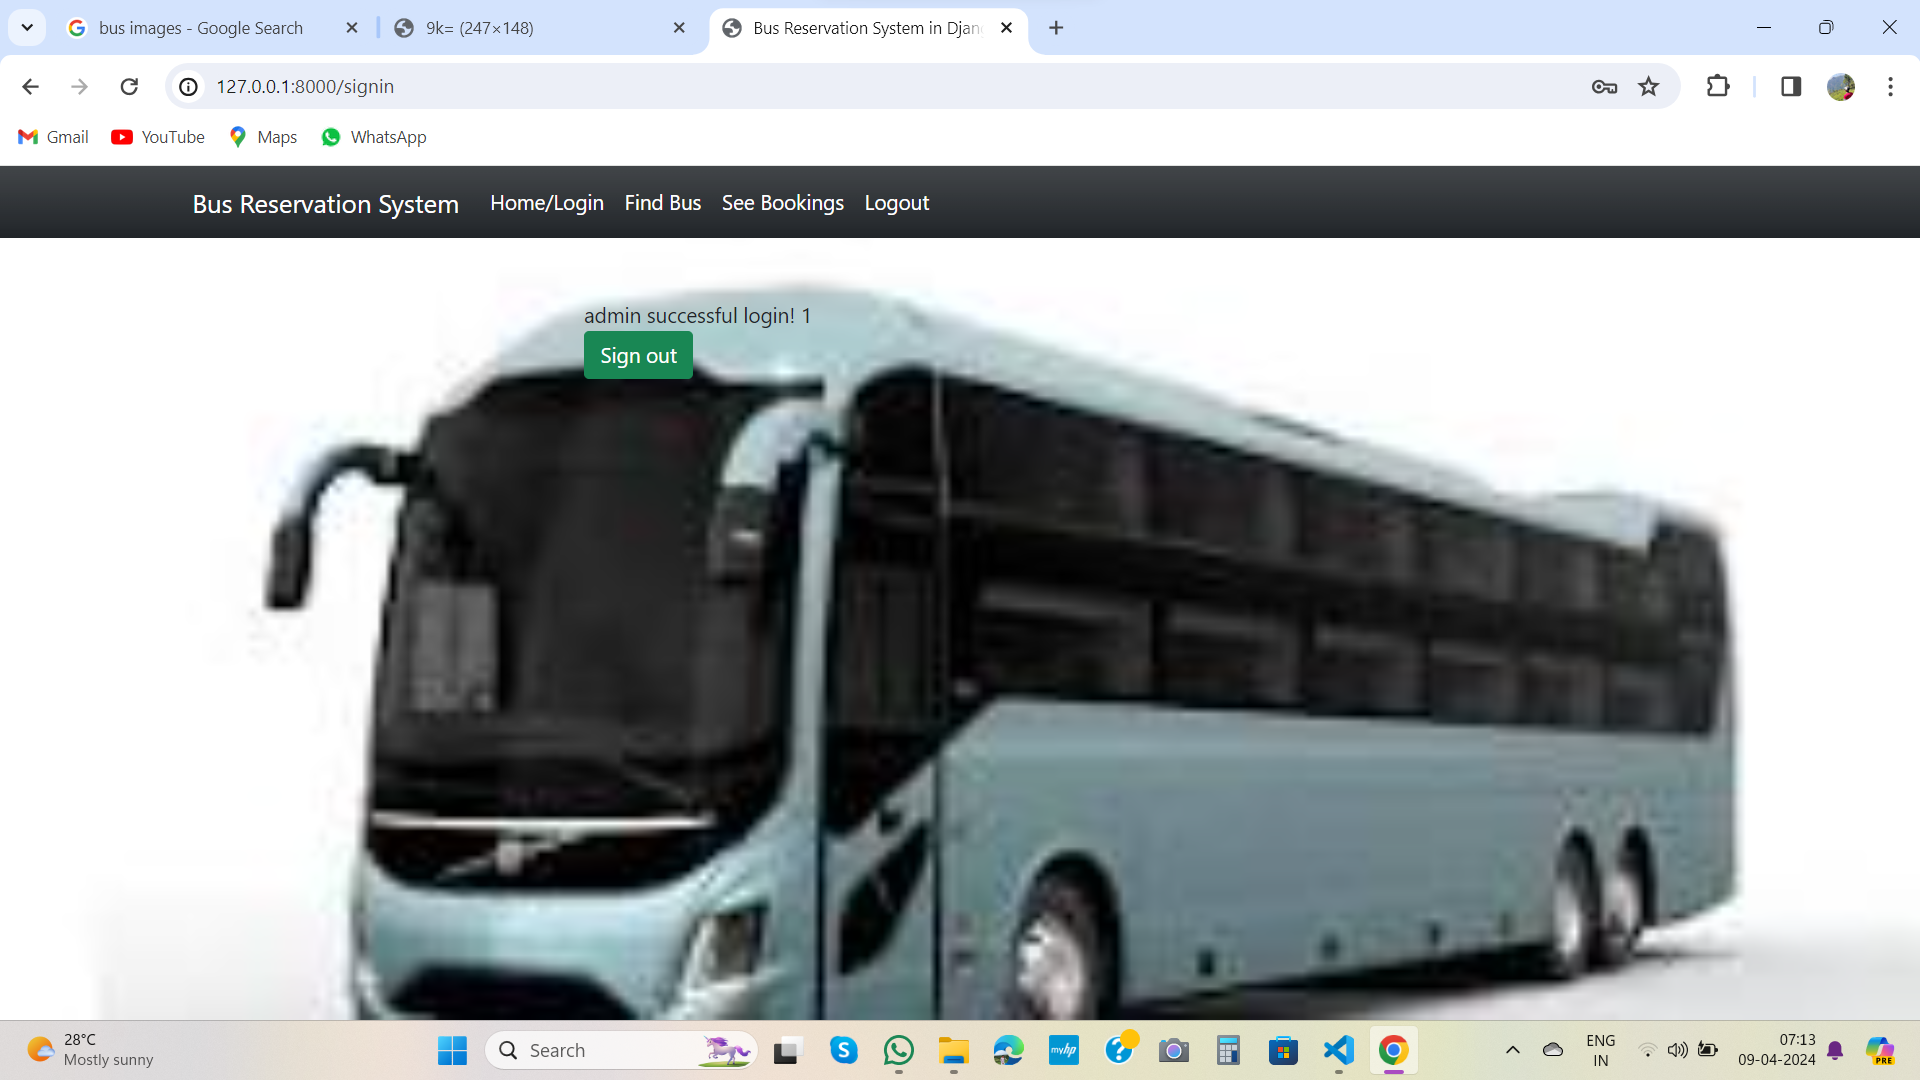 bus images - Google Search
9k= (247×148)
Bus Reservation System in Djan
127.0.0.1:8000/signin
Gmail
YouTube
Maps
WhatsApp
Bus Reservation System
Home/Login
Find Bus
See Bookings
Logout
admin successful login! 1
Sign out
28°C
Mostly sunny
Search
myhp
ENG
IN
07:13
09-04-2024
PRE